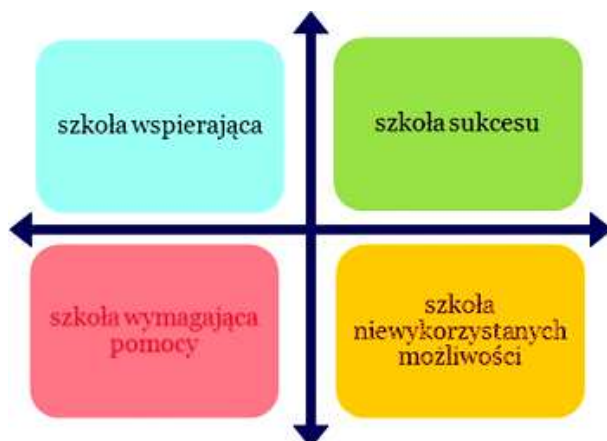 szkoła wspierająca
szkoła sukcesu
szkoła wymagająca
pomocy
szkoła
niewykorzystanych
możliwości